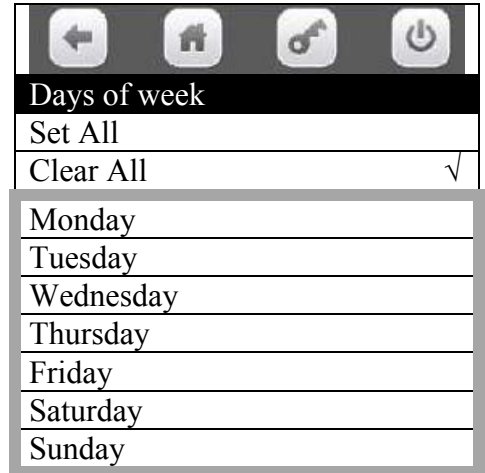 Days of week
Set All
Clear All √
Monday
Tuesday
Wednesday
Thursday
Friday
Saturday
Sunday